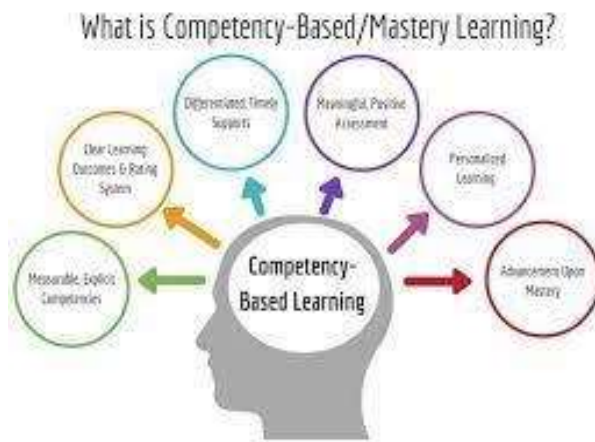 What is Competency-Based/Mastery Learning?
Differentiated, Timely
Supports
Meaningful, Positive
Assessment
Clear Learning
Outcomes & Rating
System
Personalized
Learning
Measurable, Explicit
Competencies
Advancement Upon
Mastery
Competency-
Based Learning